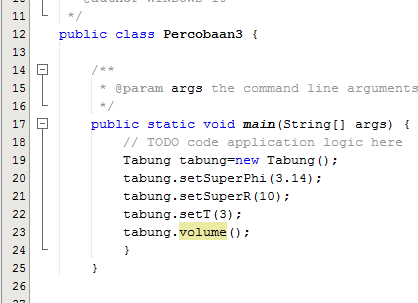 11 */
12 public class Percobaan3 {
13
14 /**
15 * @param args the command line arguments
16 */
17 public static void main(String[] args) {
18 // TODO code application logic here
19 Tabung tabung=new Tabung();
20 tabung.setSuperPhi(3.14);
21 tabung.setSuperR(10);
22 tabung.setT(3);
23 tabung.volume();
24 }
25 }
26